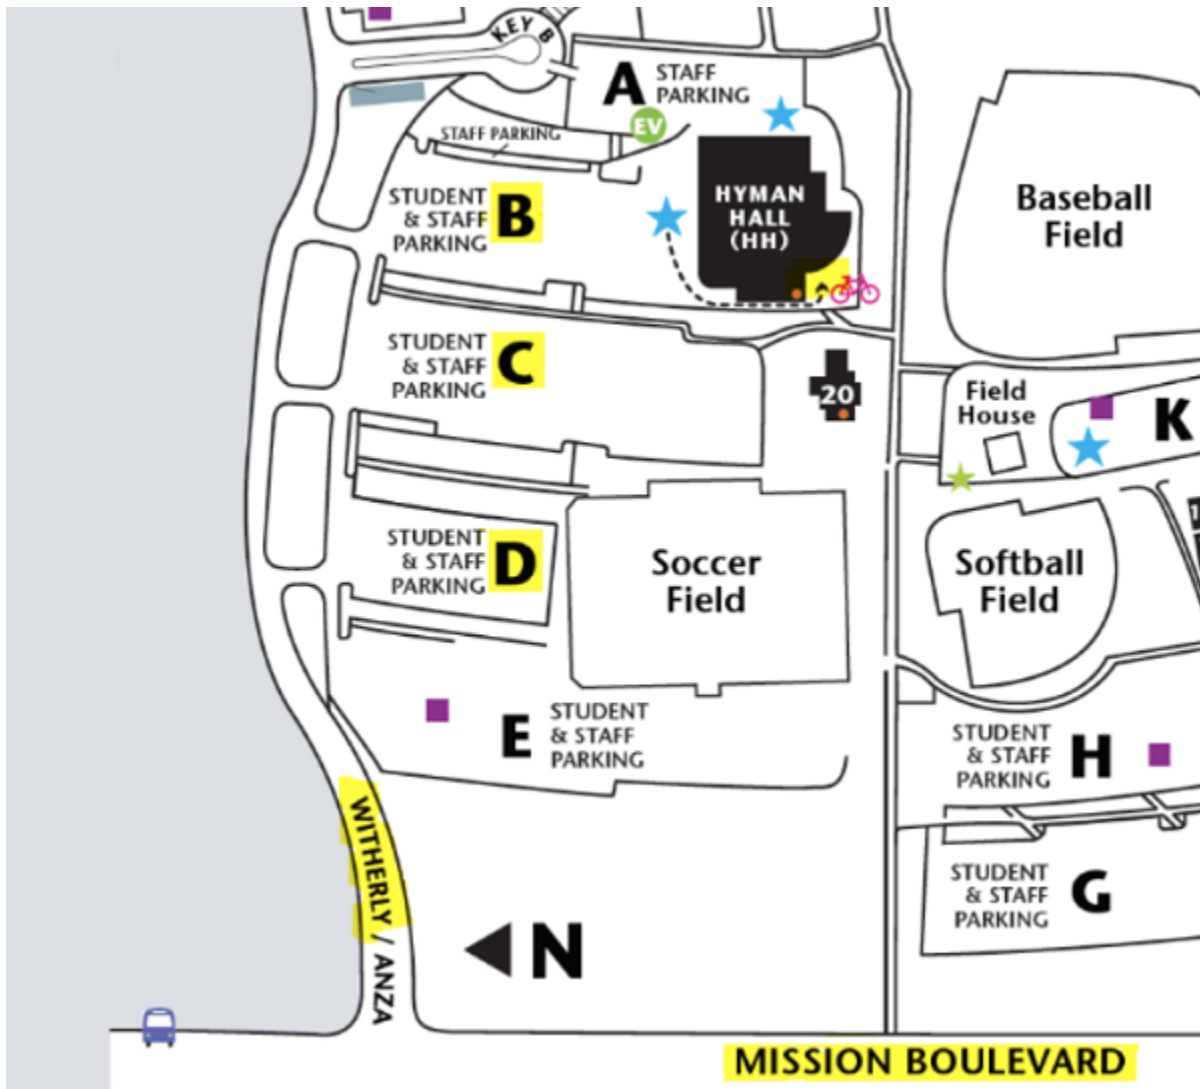 KEY B
A
STAFF
PARKING
EV
STAFF PARKING
STUDENT
& STAFF
PARKING
B
HYMAN
HALL
(HH)
Baseball
Field
STUDENT
& STAFF
PARKING
C
20
Field
House
K
STUDENT
& STAFF
PARKING
D
Soccer
Field
Softball
Field
1
E
STUDENT
& STAFF
PARKING
STUDENT
& STAFF
PARKING
H
STUDENT
& STAFF
PARKING
G
WITHERLY / ANZA
N
MISSION BOULEVARD